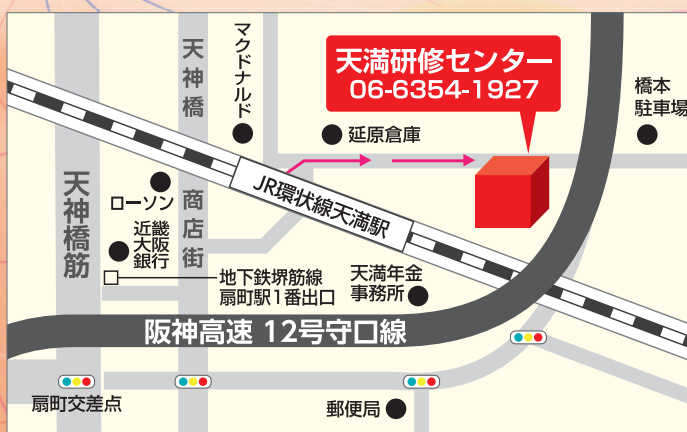 天満研修センター
06-6354-1927
天神橋
マクドナルド
延原倉庫
橋本
駐車場
JR環状線天満駅
ローソン
天神橋筋
商店街
近畿
大阪
銀行
地下鉄堺筋線
扇町駅1番出口
天満年金
事務所
阪神高速 12号守口線
扇町交差点
郵便局